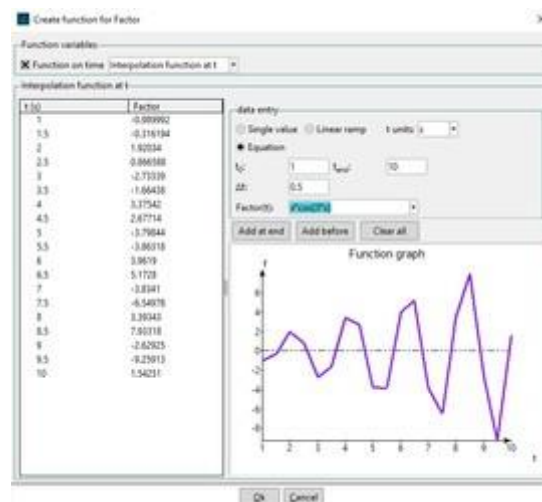 Create function for Factor
Function variables
Function on time Interpolation function at t
Interpolation function at t
t (s) Factor
1 -0.989992
1.5 -0.316194
2 1.92034
2.5 0.866588
3 -2.73339
3.5 -1.66438
4 3.37542
4.5 2.67714
5 -3.79844
5.5 -3.86318
6 3.9619
6.5 5.1728
7 -3.8341
7.5 -6.54978
8 3.39343
8.5 7.93318
9 -2.62925
9.5 -9.25913
10 1.54251
data entry
Single value Linear ramp t units s
Equation
t₀: 1 tₑₙd: 10
Δt: 0.5
Factor(t):
Add at end Add before Clear all
Function graph
f
6
4
2
0
-2
-4
-6
-8
1 2 3 4 5 6 7 8 9 10
t
Ok Cancel